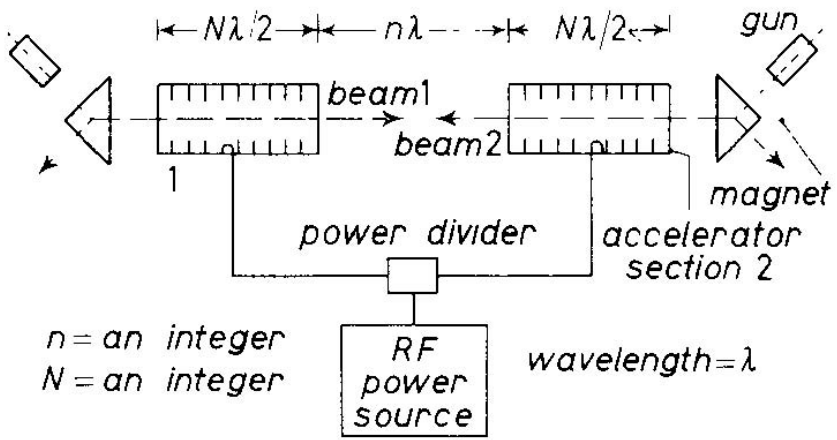 Nλ/2
nλ
Nλ/2
gun
beam1
beam2
1
magnet
power divider
accelerator
section 2
n = an integer
N = an integer
RF
power
source
wavelength = λ